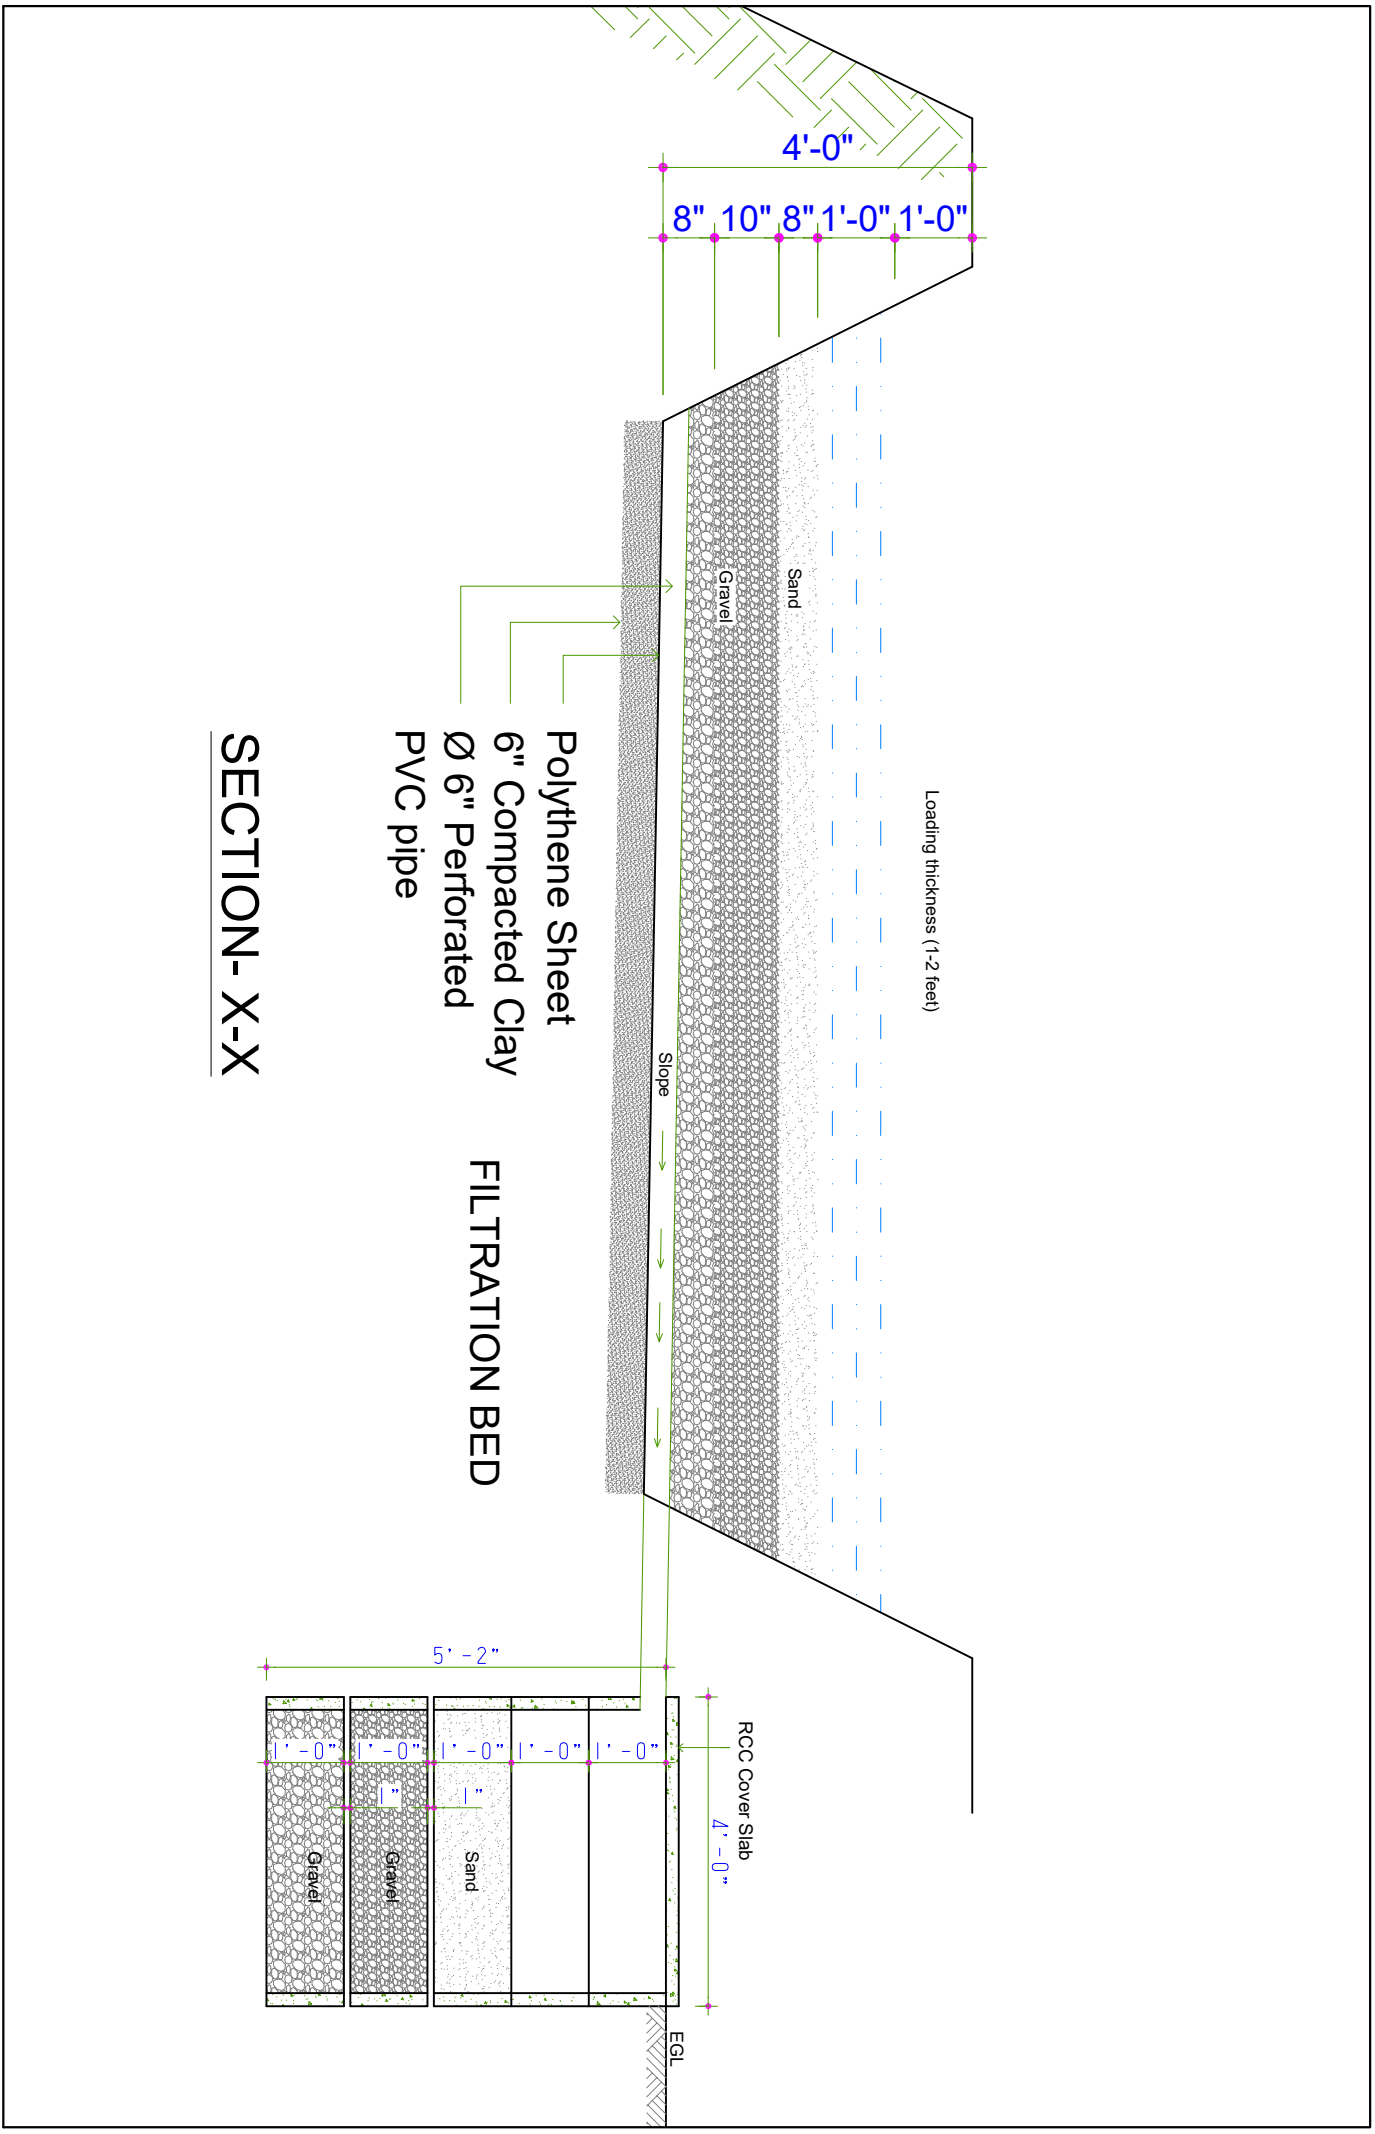 4'-0"
8"
10"
8"
1'-0"
1'-0"
Loading thickness (1-2 feet)
Sand
Gravel
Slope
Polythene Sheet
6" Compacted Clay
Ø 6" Perforated
PVC pipe
FILTRATION BED
SECTION- X-X
RCC Cover Slab
4'-0"
5'-2"
1'-0"
1'-0"
1'-0"
1'-0"
1'-0"
1"
1"
Sand
Gravel
Gravel
EGL